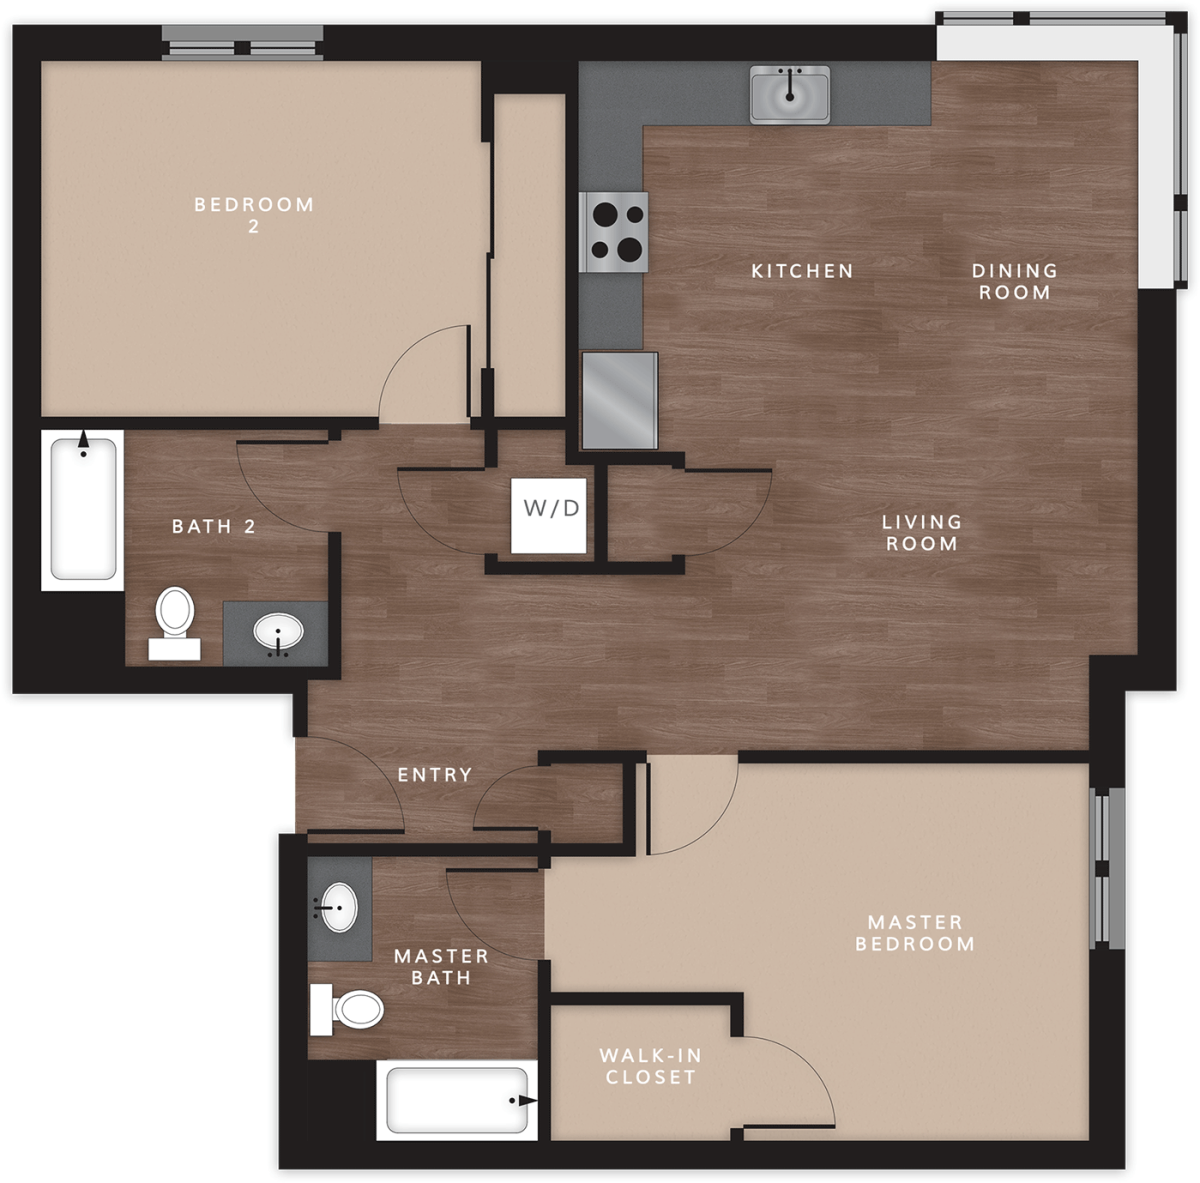 BEDROOM
2
KITCHEN
DINING
ROOM
W/D
BATH 2
LIVING
ROOM
ENTRY
MASTER
BEDROOM
MASTER
BATH
WALK-IN
CLOSET